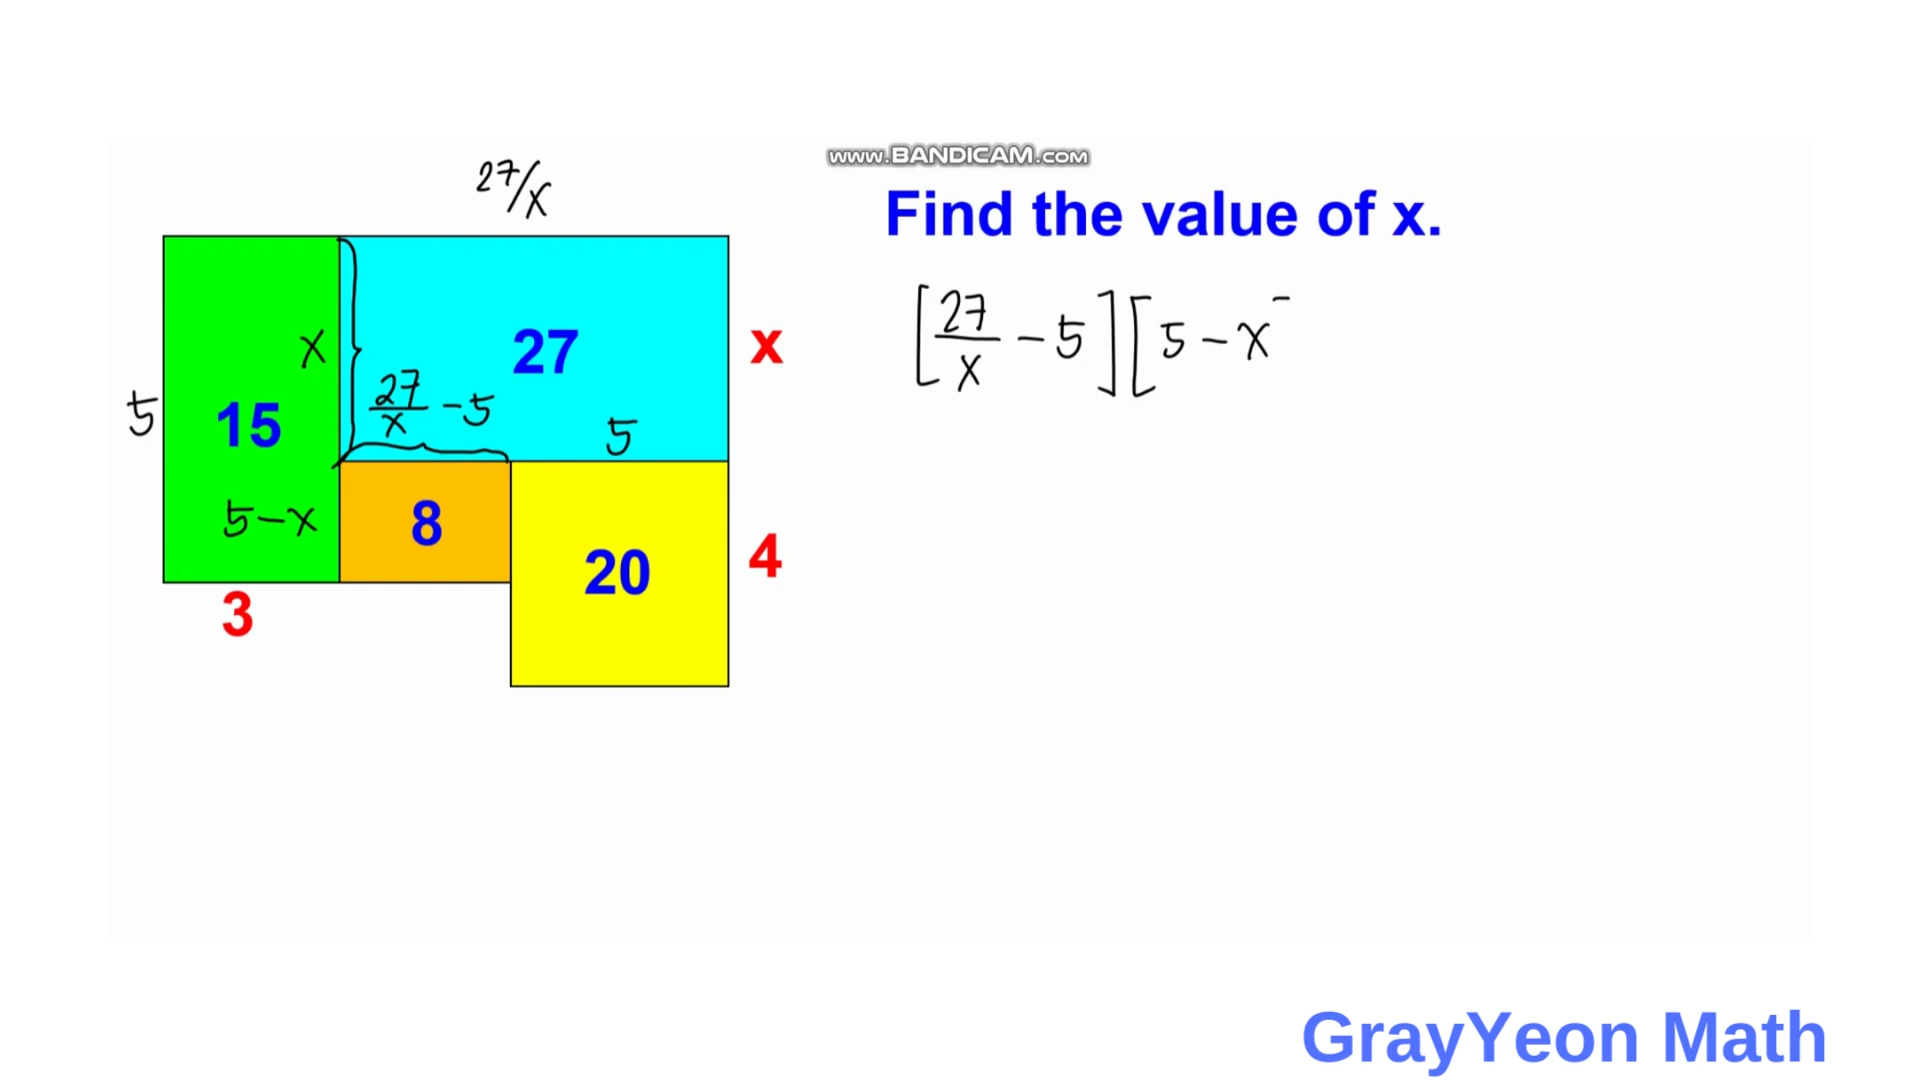 www.BANDICAM.com
27/x
Find the value of x.
[27/x - 5][5 - x
x
27
x
27/x - 5
5
5
15
5-x
8
20
4
3
GrayYeon Math